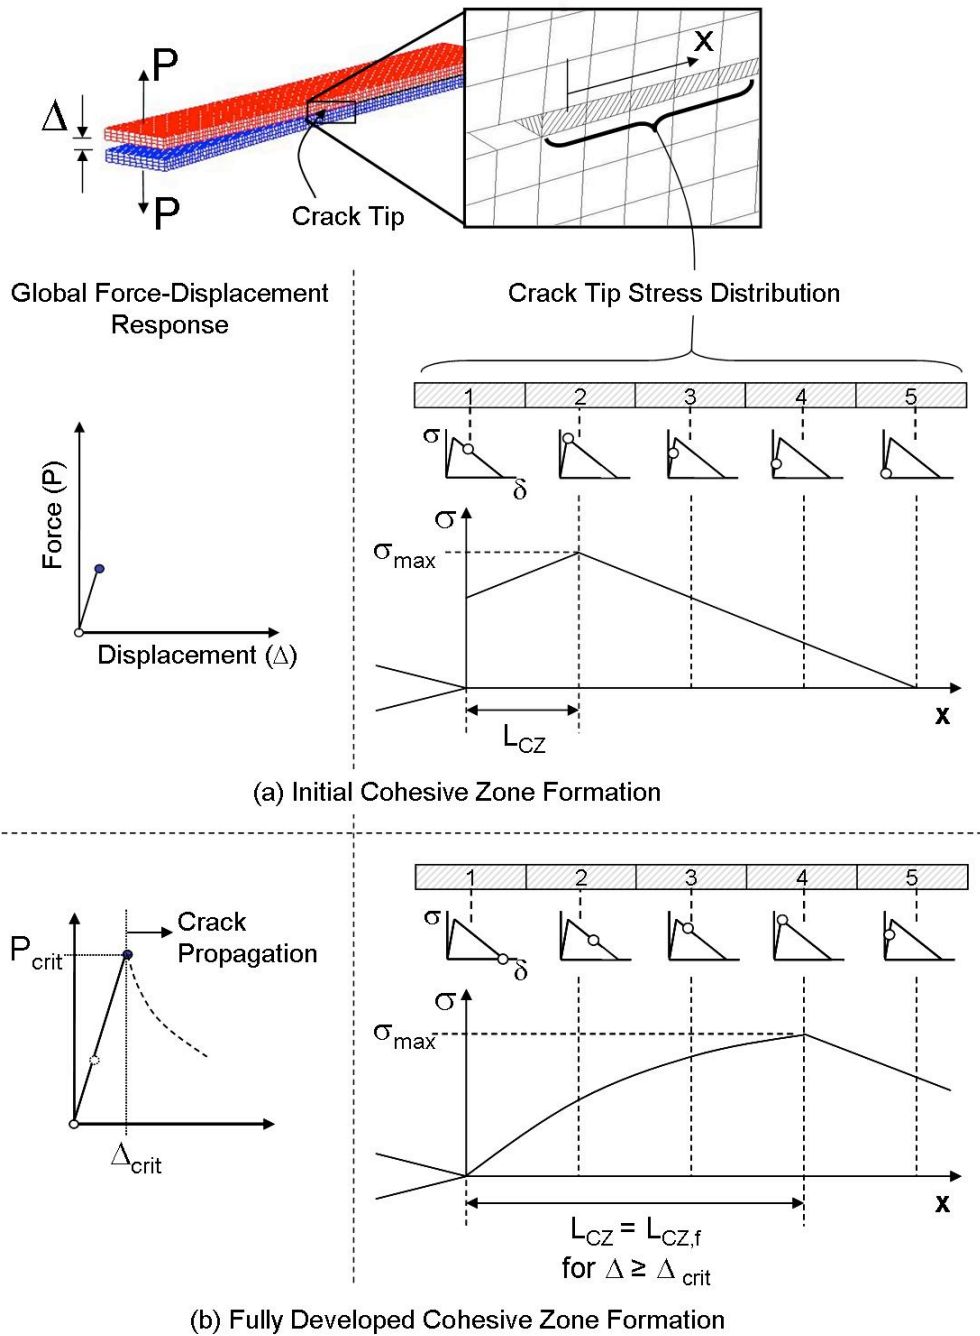 P
Δ
P
Crack Tip
X
Global Force-Displacement
Response
Crack Tip Stress Distribution
1 2 3 4 5
σ
δ
Force (P)
Displacement (Δ)
σ
σmax
x
LCZ
(a) Initial Cohesive Zone Formation
1 2 3 4 5
σ
δ
Crack
Propagation
Pcrit
Δcrit
σ
σmax
x
LCZ = LCZ,f
for Δ ≥ Δ crit
(b) Fully Developed Cohesive Zone Formation